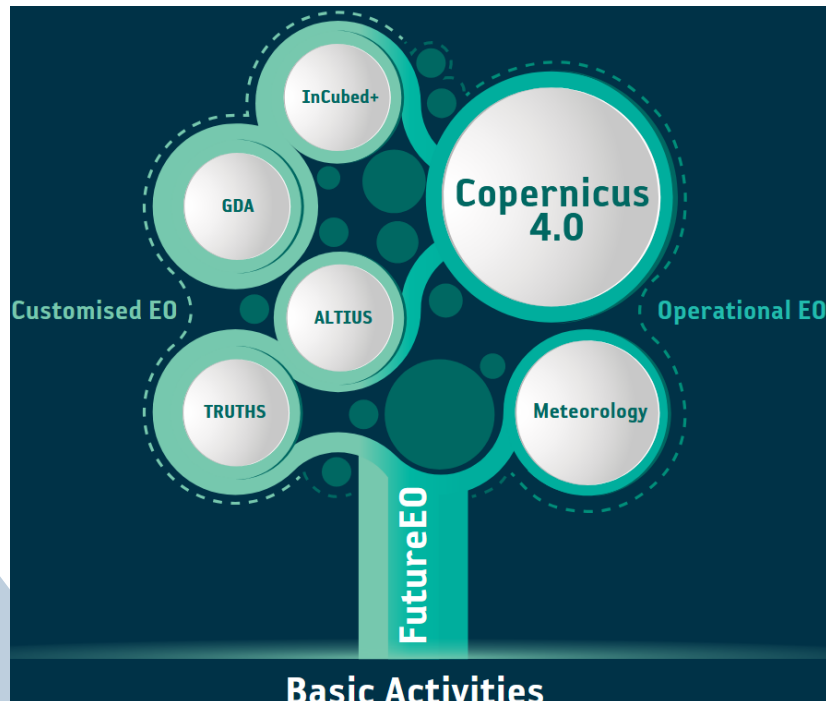 InCubed+
GDA
Copernicus
4.0
Customised EO
ALTIUS
Operational EO
TRUTHS
Meteorology
FutureEO
Basic Activities